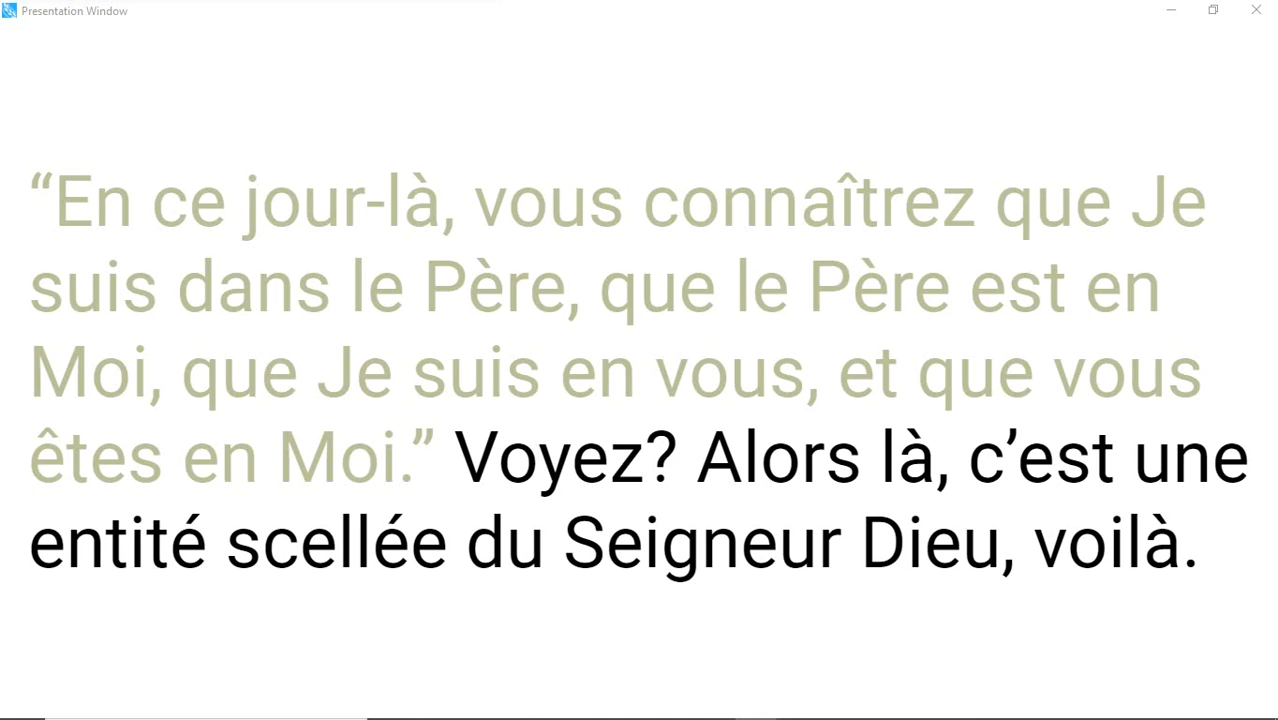 Presentation Window
“En ce jour-là, vous connaîtrez que Je
suis dans le Père, que le Père est en
Moi, que Je suis en vous, et que vous
êtes en Moi.” Voyez? Alors là, c’est une
entité scellée du Seigneur Dieu, voilà.